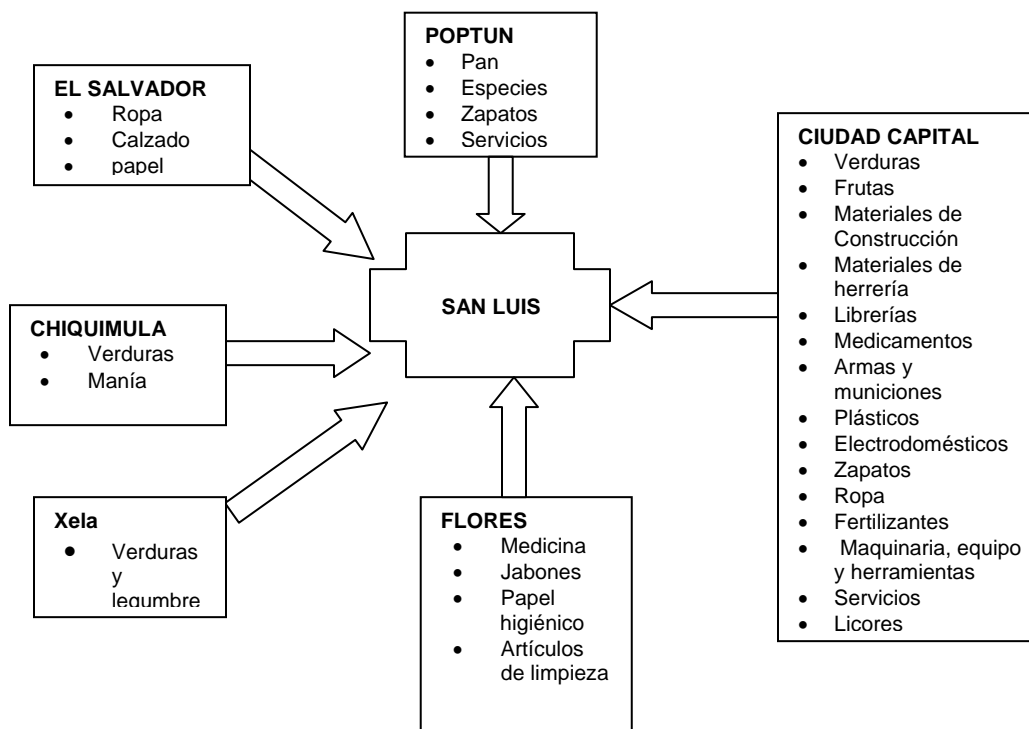 POPTUN
• Pan
• Especies
• Zapatos
• Servicios
EL SALVADOR
• Ropa
• Calzado
• papel
CIUDAD CAPITAL
• Verduras
• Frutas
• Materiales de
Construcción
• Materiales de
herrería
• Librerías
• Medicamentos
• Armas y
municiones
• Plásticos
• Electrodomésticos
• Zapatos
• Ropa
• Fertilizantes
• Maquinaria, equipo
y herramientas
• Servicios
• Licores
SAN LUIS
CHIQUIMULA
• Verduras
• Manía
Xela
• Verduras
y
legumbre
FLORES
• Medicina
• Jabones
• Papel
higiénico
• Artículos
de limpieza